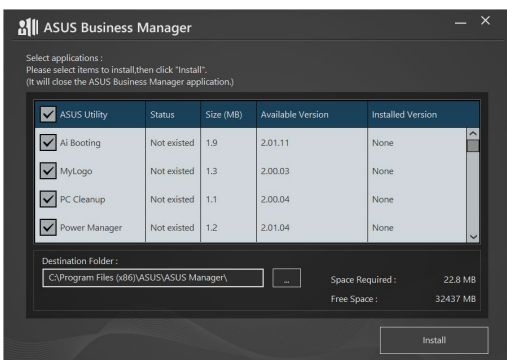 ASUS Business Manager
Select applications :
Please select items to install,then click "Install".
(It will close the ASUS Business Manager application.)
ASUS Utility Status Size (MB) Available Version Installed Version
Ai Booting Not existed 1.9 2.01.11 None
MyLogo Not existed 1.3 2.00.03 None
PC Cleanup Not existed 1.1 2.00.04 None
Power Manager Not existed 1.2 2.01.04 None
Destination Folder :
C:\Program Files (x86)\ASUS\ASUS Manager\ ...
Space Required : 22.8 MB
Free Space : 32437 MB
Install